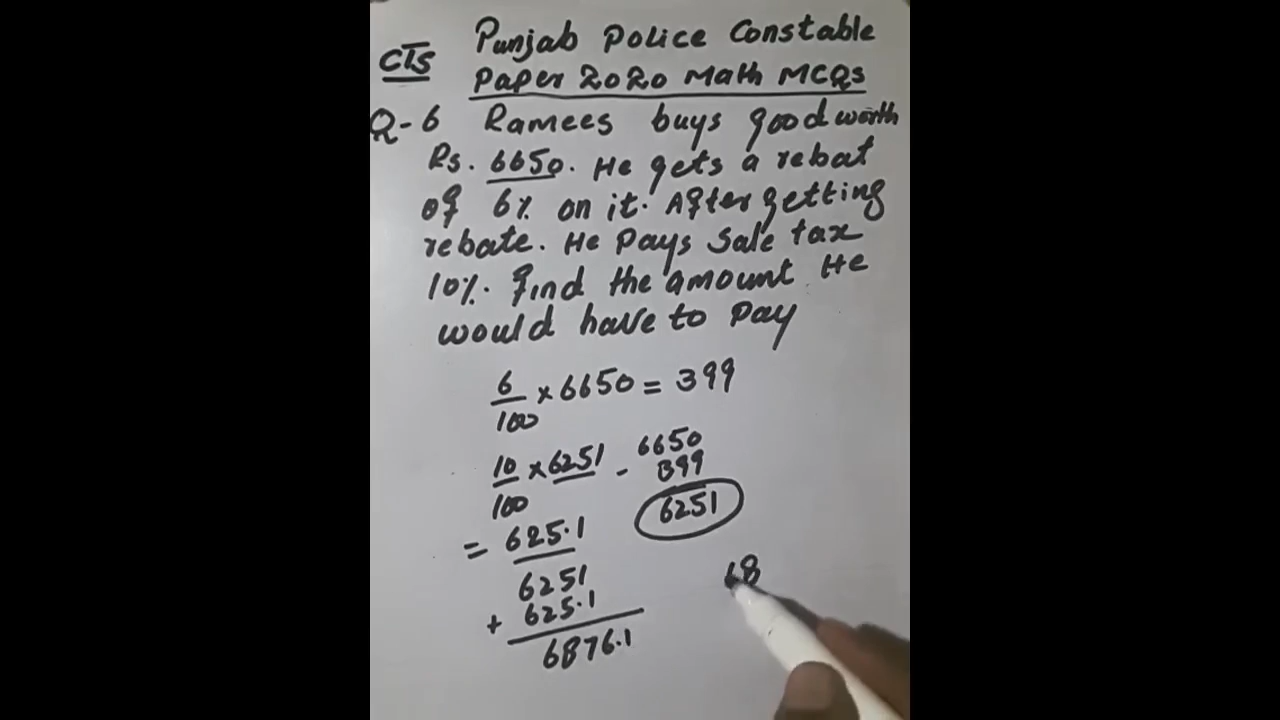 CTS Punjab Police Constable
Paper 2020 Math MCQs
Q-6 Ramees buys good worth
Rs. 6650. He gets a rebat
of 6% on it. After getting
rebate. He Pays Sale tax
10%. find the amount He
would have to Pay
6/100 × 6650 = 399
10/100 × 6251 - 6650
399
= 625.1 6251
6251 68
+ 625.1
6876.1